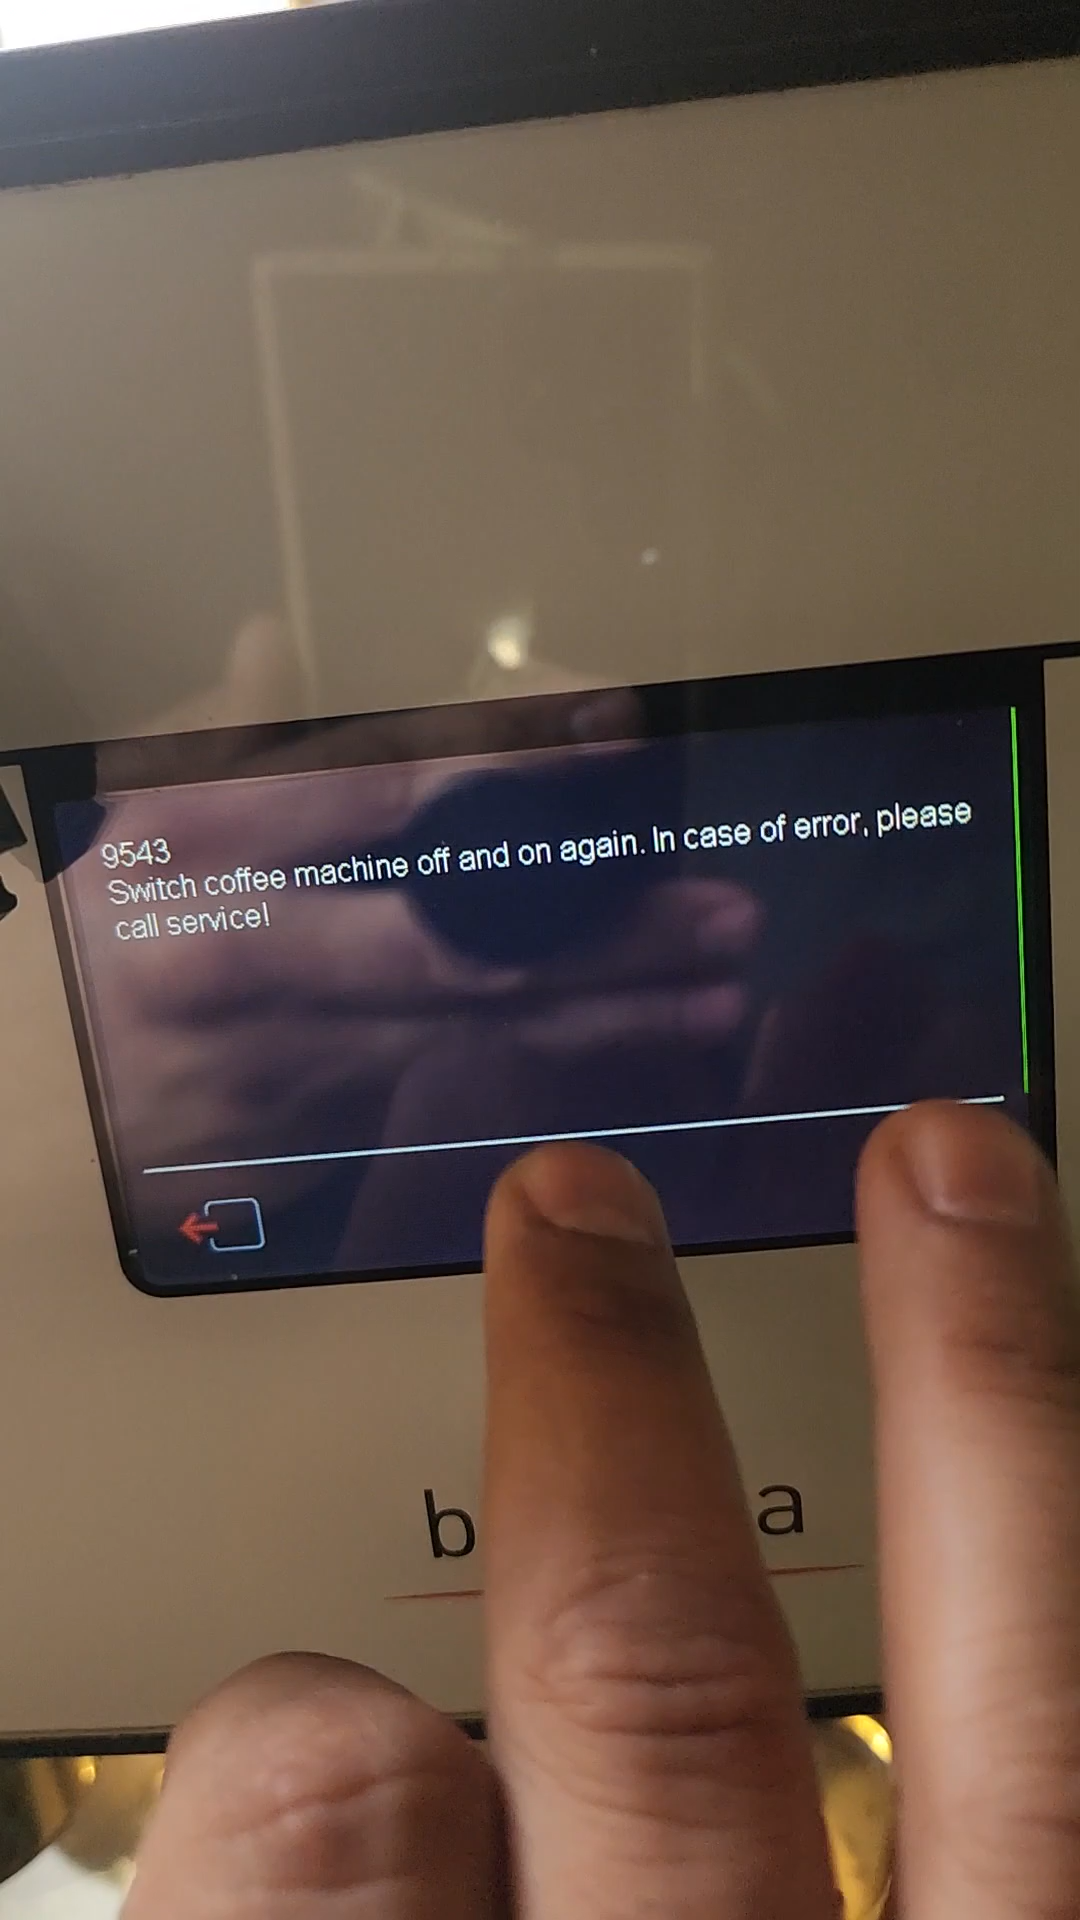 9543
Switch coffee machine off and on again. In case of error, please
call service!
b a